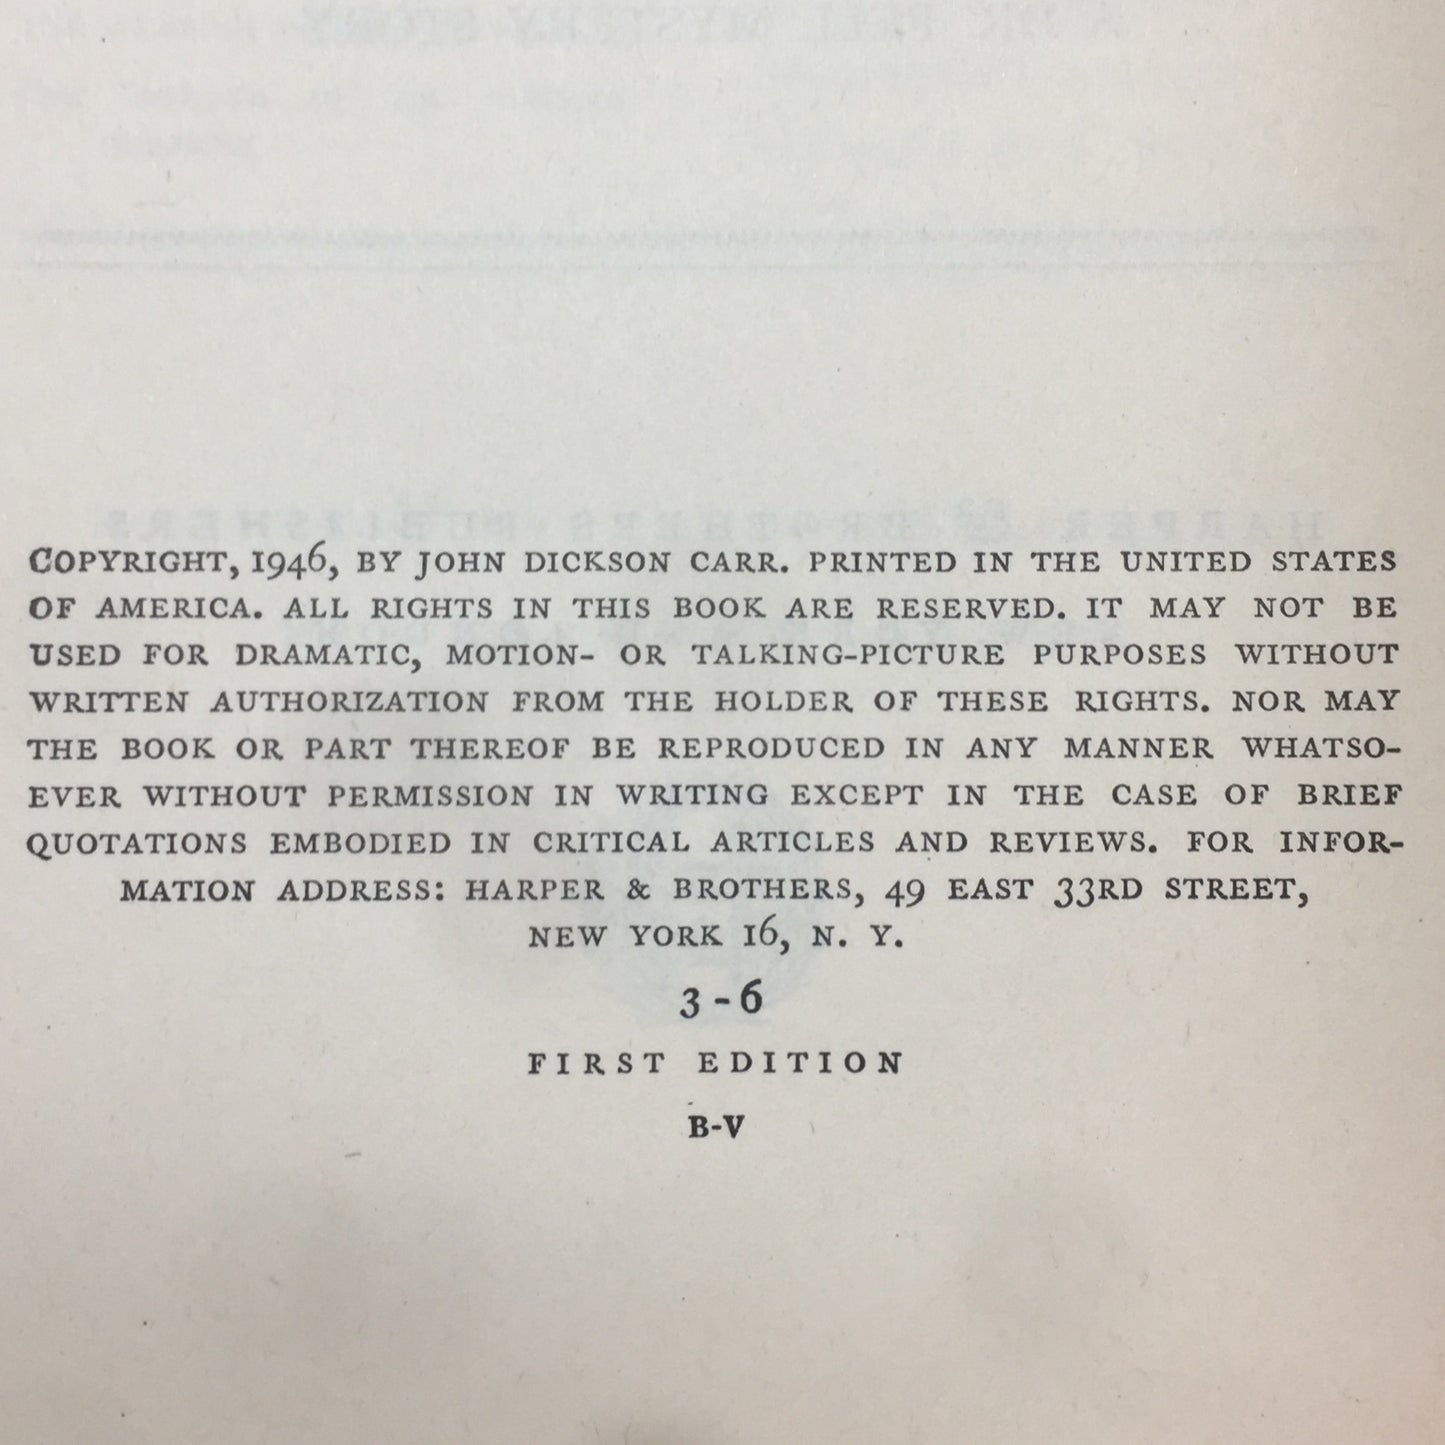 COPYRIGHT, 1946, BY JOHN DICKSON CARR. PRINTED IN THE UNITED STATES
OF AMERICA. ALL RIGHTS IN THIS BOOK ARE RESERVED. IT MAY NOT BE
USED FOR DRAMATIC, MOTION- OR TALKING-PICTURE PURPOSES WITHOUT
WRITTEN AUTHORIZATION FROM THE HOLDER OF THESE RIGHTS. NOR MAY
THE BOOK OR PART THEREOF BE REPRODUCED IN ANY MANNER WHATSO-
EVER WITHOUT PERMISSION IN WRITING EXCEPT IN THE CASE OF BRIEF
QUOTATIONS EMBODIED IN CRITICAL ARTICLES AND REVIEWS. FOR INFOR-
MATION ADDRESS: HARPER & BROTHERS, 49 EAST 33RD STREET,
NEW YORK 16, N. Y.
3-6
FIRST EDITION
B-V